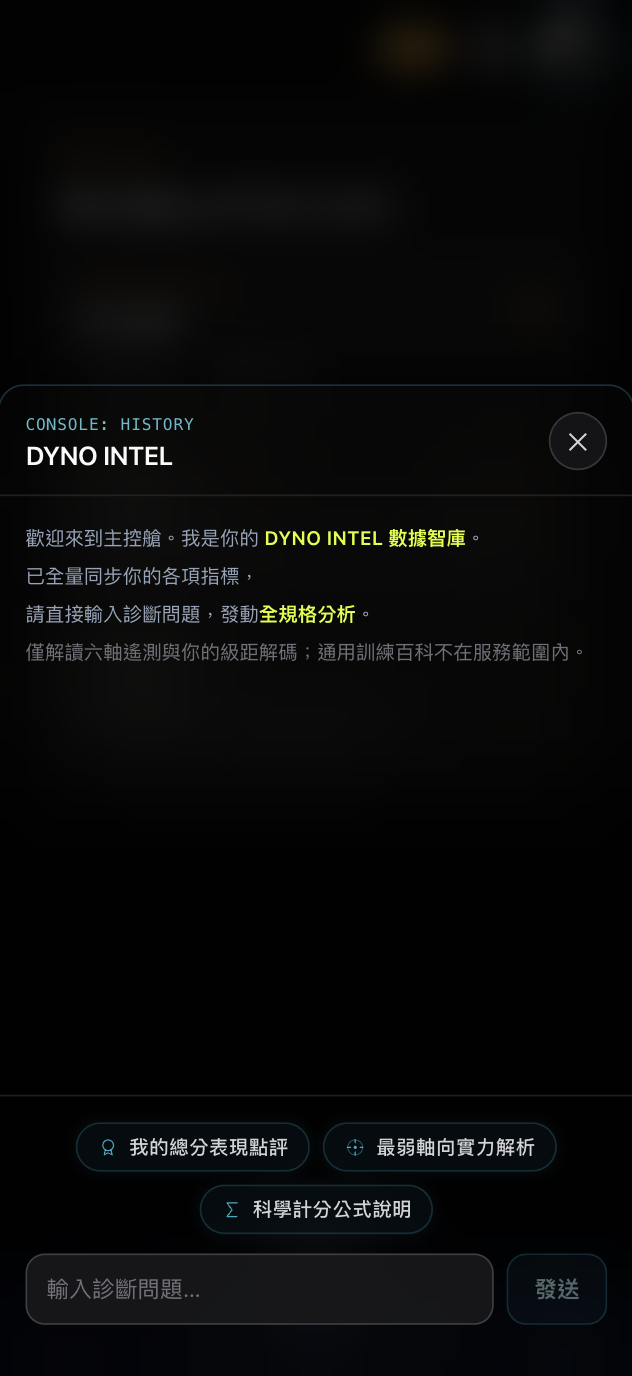 CONSOLE: HISTORY
DYNO INTEL
歡迎來到主控艙。我是你的 DYNO INTEL 數據智庫。
已全量同步你的各項指標，
請直接輸入診斷問題，發動全規格分析。
僅解讀六軸遙測與你的級距解碼；通用訓練百科不在服務範圍內。
我的總分表現點評
最弱軸向實力解析
科學計分公式說明
輸入診斷問題...
發送